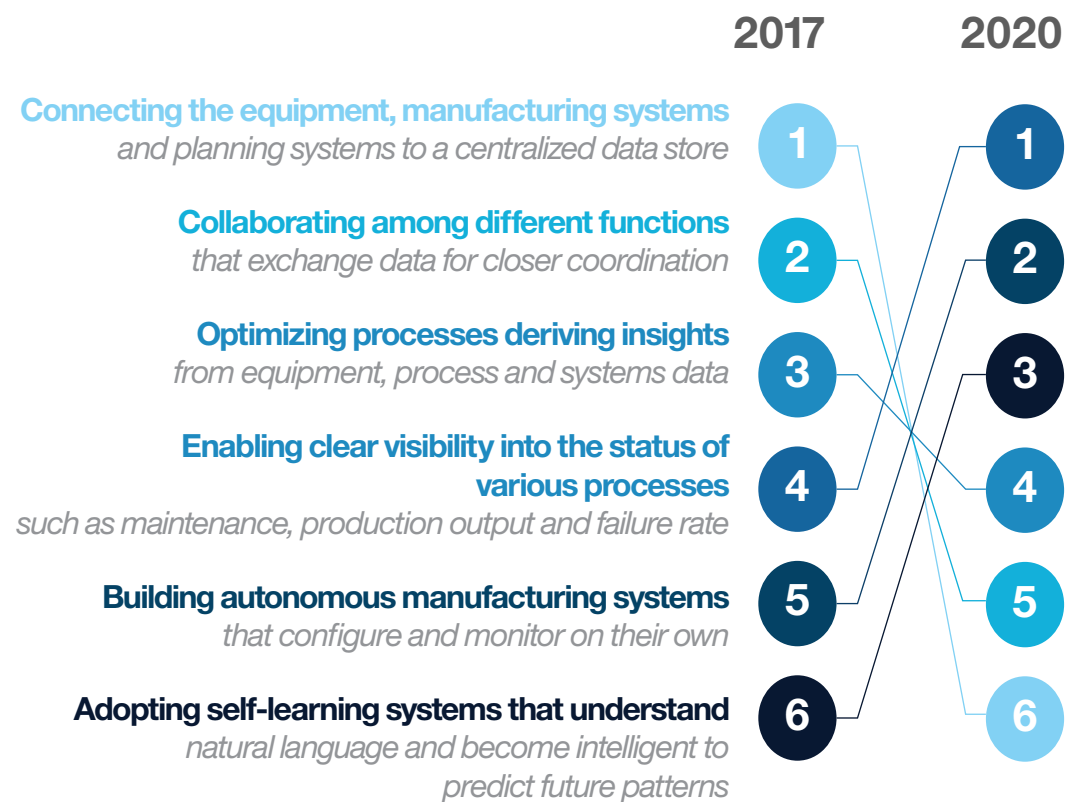 2017 2020
Connecting the equipment, manufacturing systems
and planning systems to a centralized data store
1 1
Collaborating among different functions
that exchange data for closer coordination
2 2
Optimizing processes deriving insights
from equipment, process and systems data
3 3
Enabling clear visibility into the status of
various processes
such as maintenance, production output and failure rate
4 4
Building autonomous manufacturing systems
that configure and monitor on their own
5 5
Adopting self-learning systems that understand
natural language and become intelligent to
predict future patterns
6 6